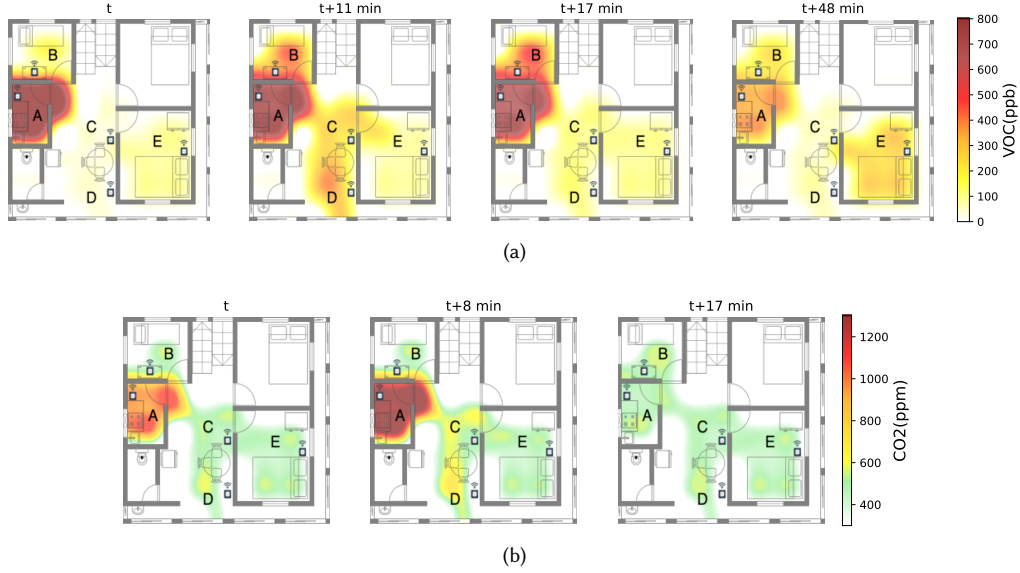 t t+11 min t+17 min t+48 min
B B B B
A A A A
C C C C
E E E E
D D D D
800
700
600
500
400
300
200
100
0
VOC(ppb)
(a)
t t+8 min t+17 min
B B B
A A A
C C C
E E E
D D D
1200
1000
800
600
400
CO2(ppm)
(b)